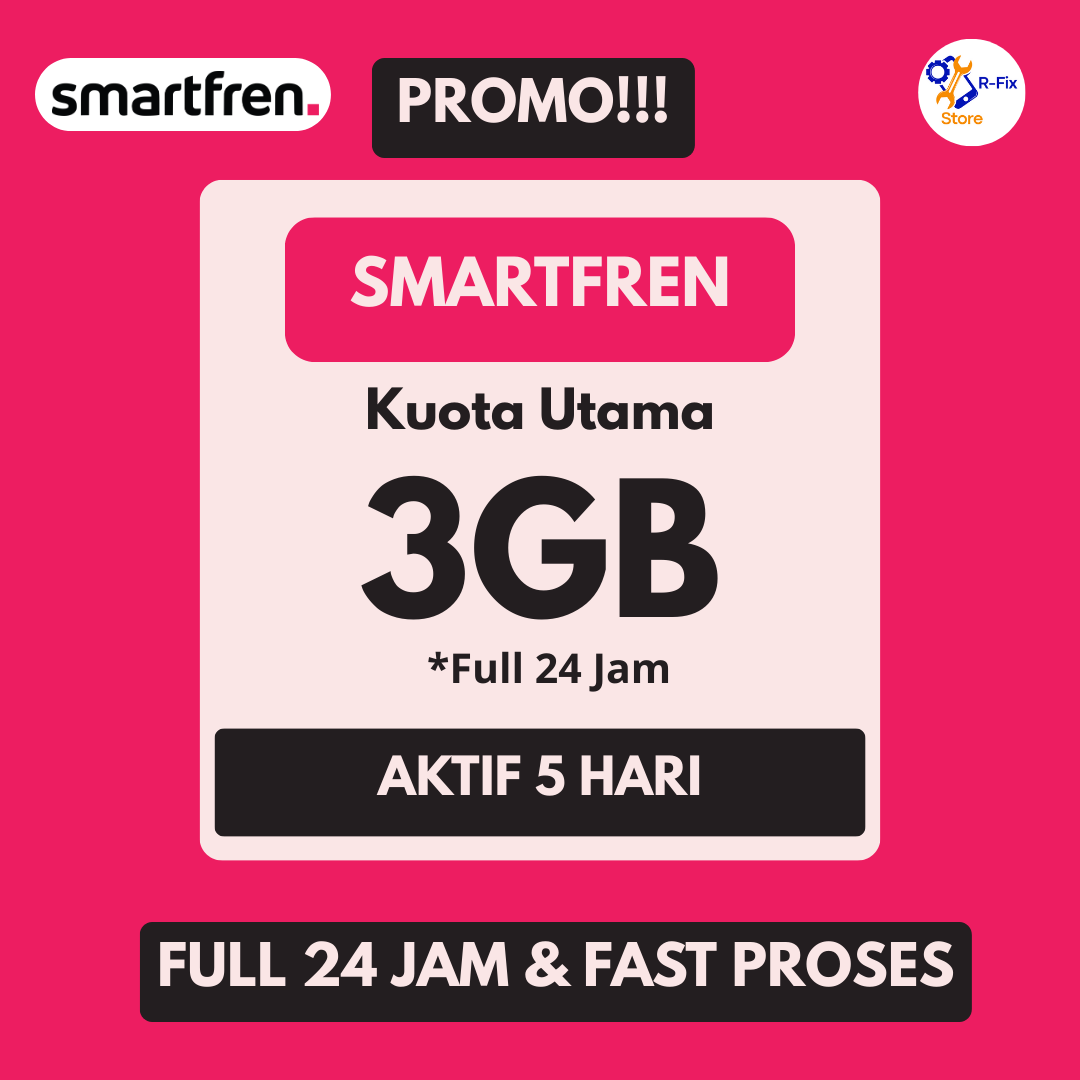 smartfren.
PROMO!!!
R-Fix
Store
SMARTFREN
Kuota Utama
3GB
*Full 24 Jam
AKTIF 5 HARI
FULL 24 JAM & FAST PROSES